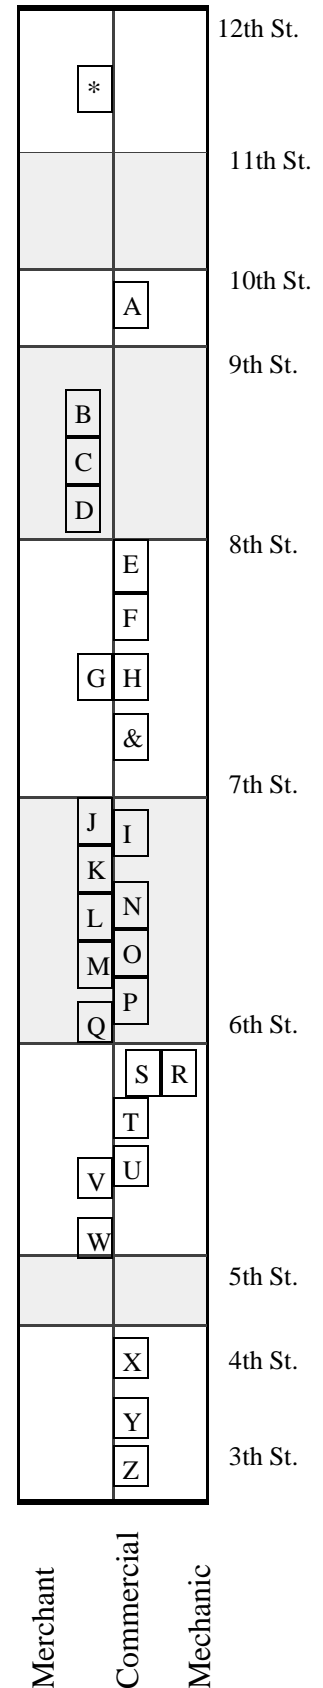 12th St.
*
11th St.
10th St.
A
9th St.
B
C
D
8th St.
E
F
G H
&
7th St.
J I
K
L N
M O
P
Q 6th St.
S R
T
V U
W
5th St.
X 4th St.
Y
Z 3th St.
Merchant
Commercial
Mechanic